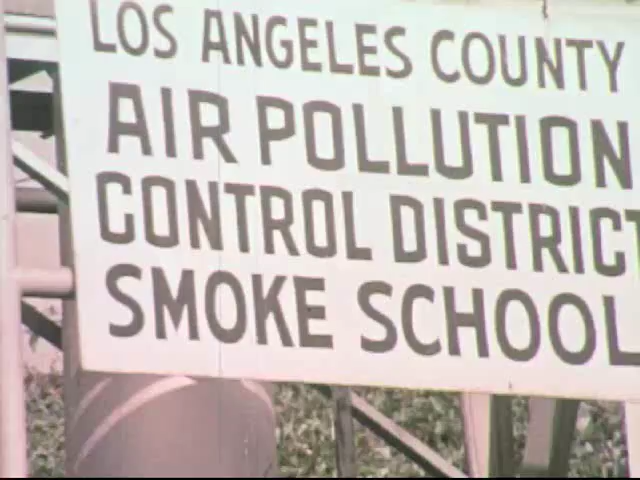 LOS ANGELES COUNTY
AIR POLLUTION
CONTROL DISTRICT
SMOKE SCHOOL